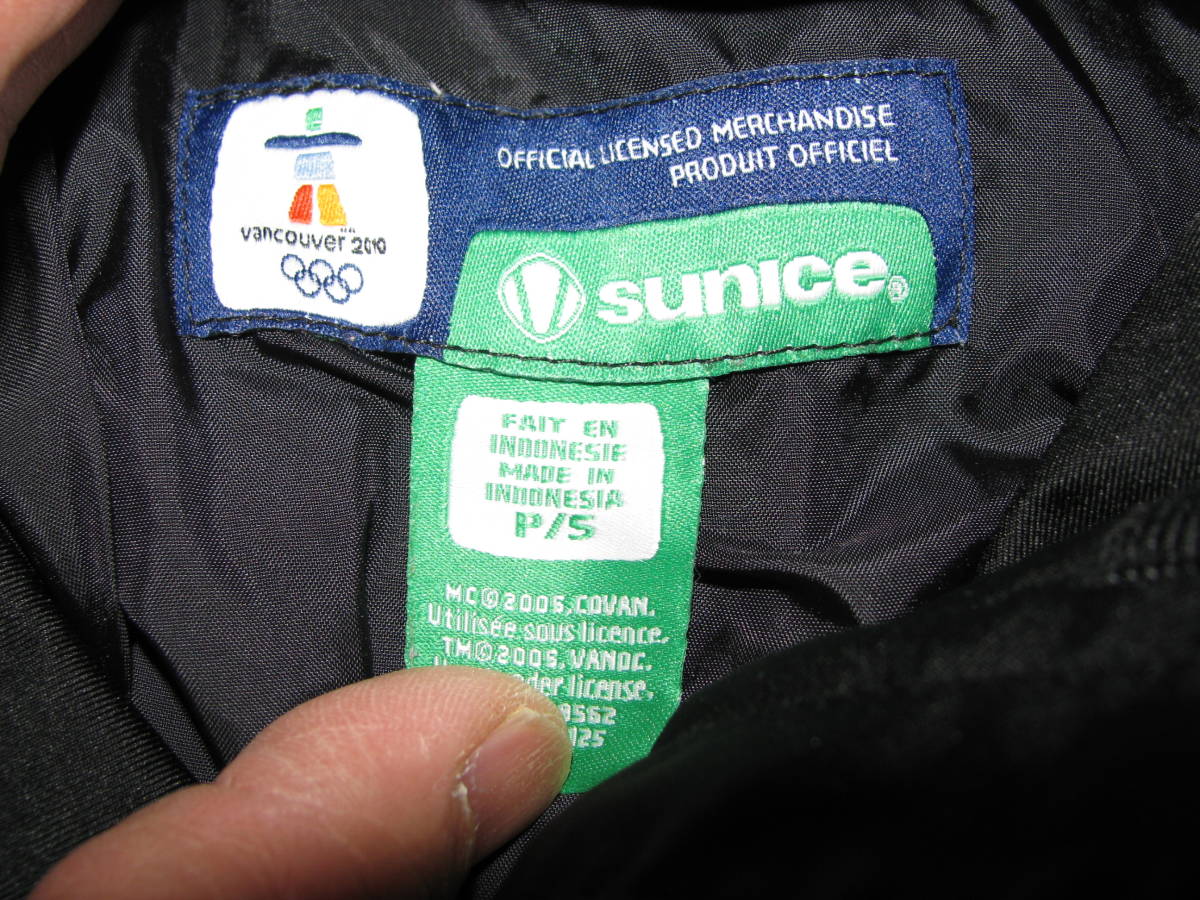 vancouver 2010
OFFICIAL LICENSED MERCHANDISE
PRODUIT OFFICIEL
sunice®
FAIT EN
INDONESIE
MADE IN
INDONESIA
P/S
MC©2005,COVAN.
Utilisée sous licence.
TM©2005,VANOC.
license.